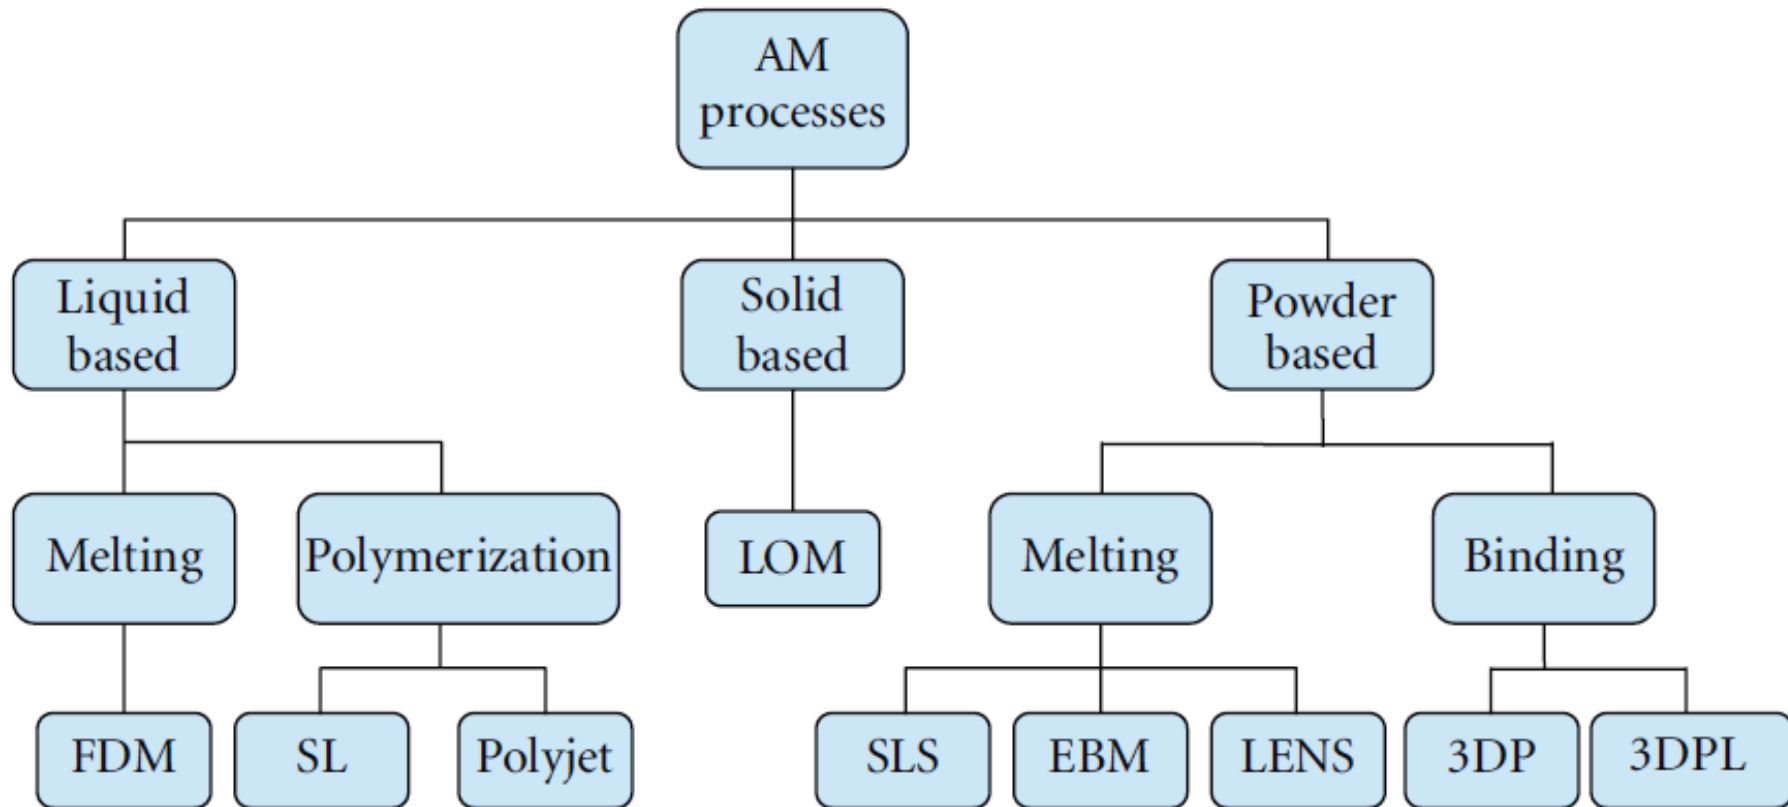 AM
processes
Liquid
based
Solid
based
Powder
based
Melting
Polymerization
LOM
Melting
Binding
FDM
SL
Polyjet
SLS
EBM
LENS
3DP
3DPL